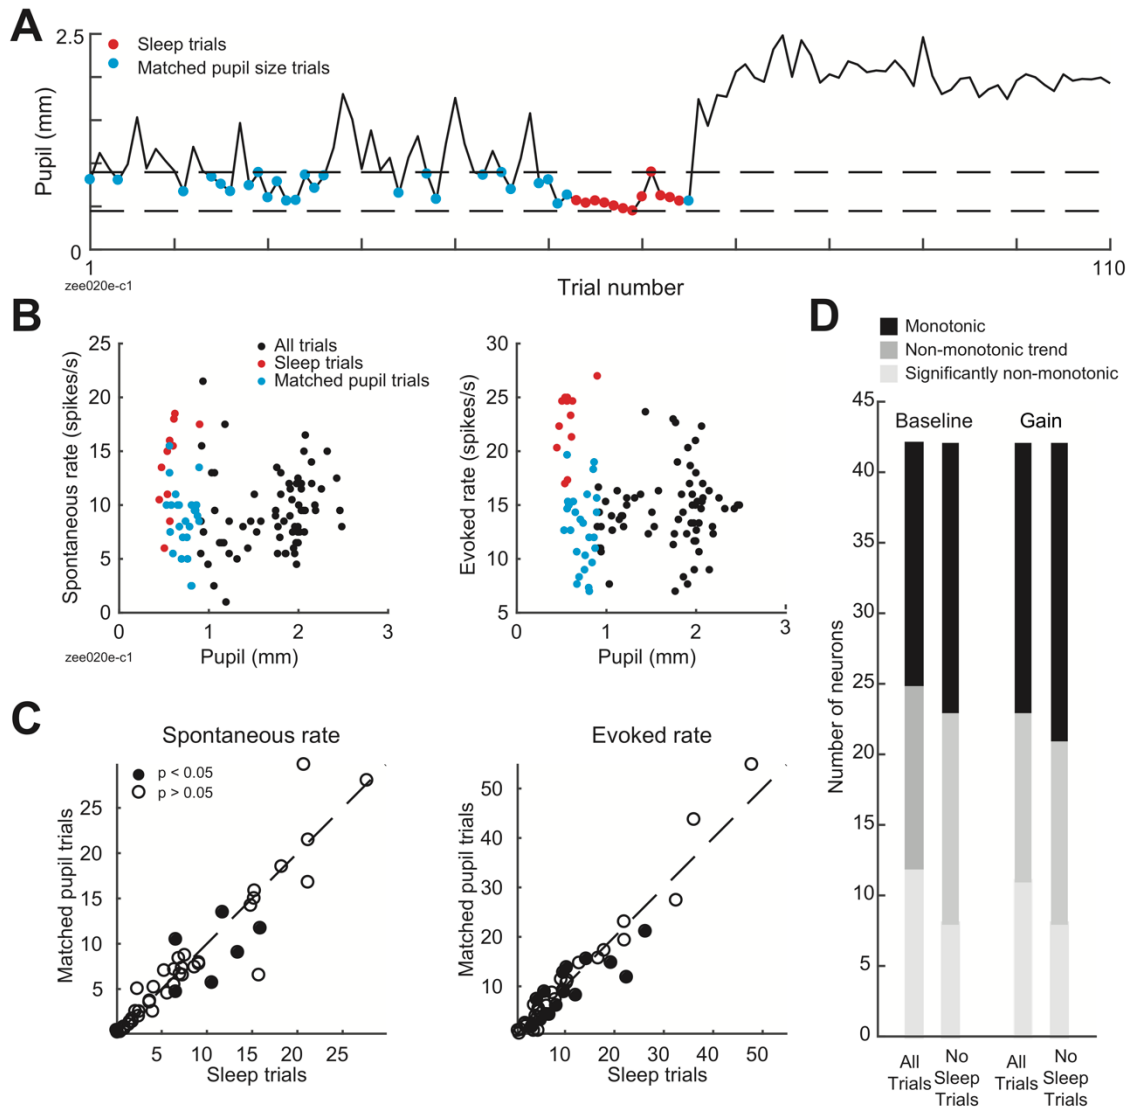 A
2.5
Sleep trials
Matched pupil size trials
Pupil (mm)
0
1
110
zee020e-c1
Trial number
B
25
20
15
10
5
0
Spontaneous rate (spikes/s)
All trials
Sleep trials
Matched pupil trials
0
1
2
3
zee020e-c1
Pupil (mm)
30
25
20
15
10
5
Evoked rate (spikes/s)
0
1
2
3
Pupil (mm)
C
Spontaneous rate
p < 0.05
p > 0.05
25
20
15
10
5
Matched pupil trials
5
10
15
20
25
Sleep trials
Evoked rate
50
40
30
20
10
Matched pupil trials
10
20
30
40
50
Sleep trials
D
Monotonic
Non-monotonic trend
Significantly non-monotonic
45
40
35
30
25
20
15
10
5
0
Number of neurons
Baseline
Gain
All
Trials
No
Sleep
Trials
All
Trials
No
Sleep
Trials